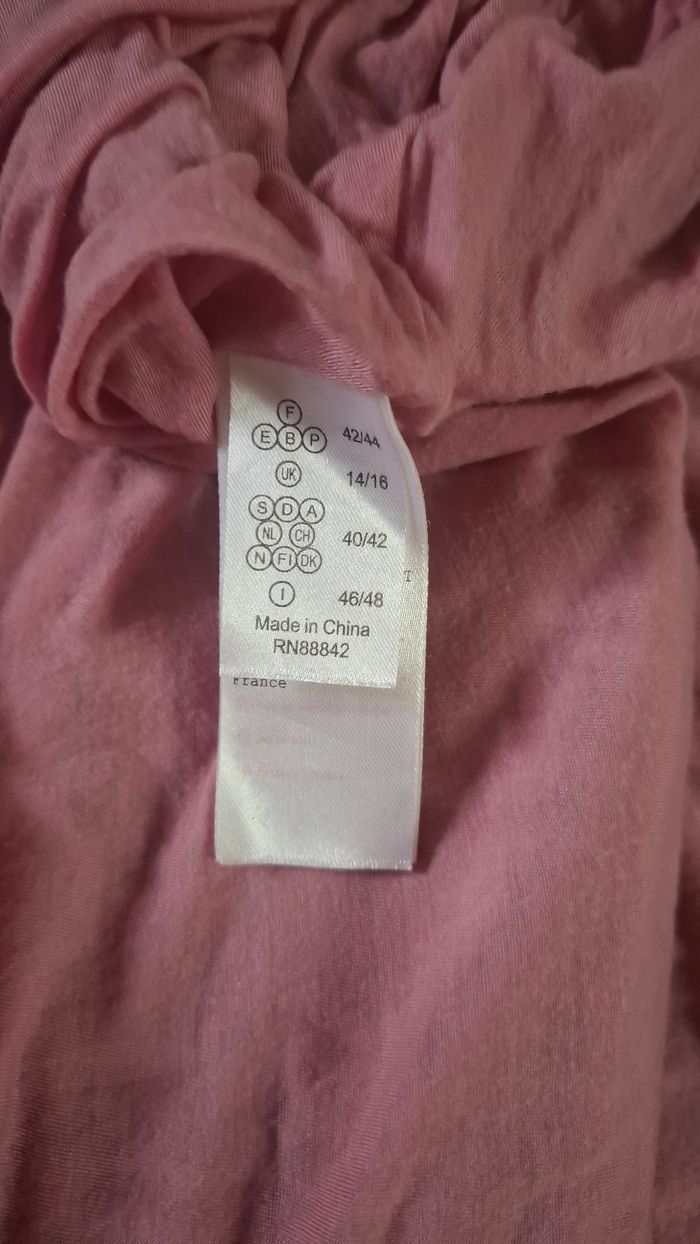 F
E B P 42/44
UK 14/16
S D A
NL CH 40/42
N FI DK
I 46/48
Made in China
RN88842
T
France